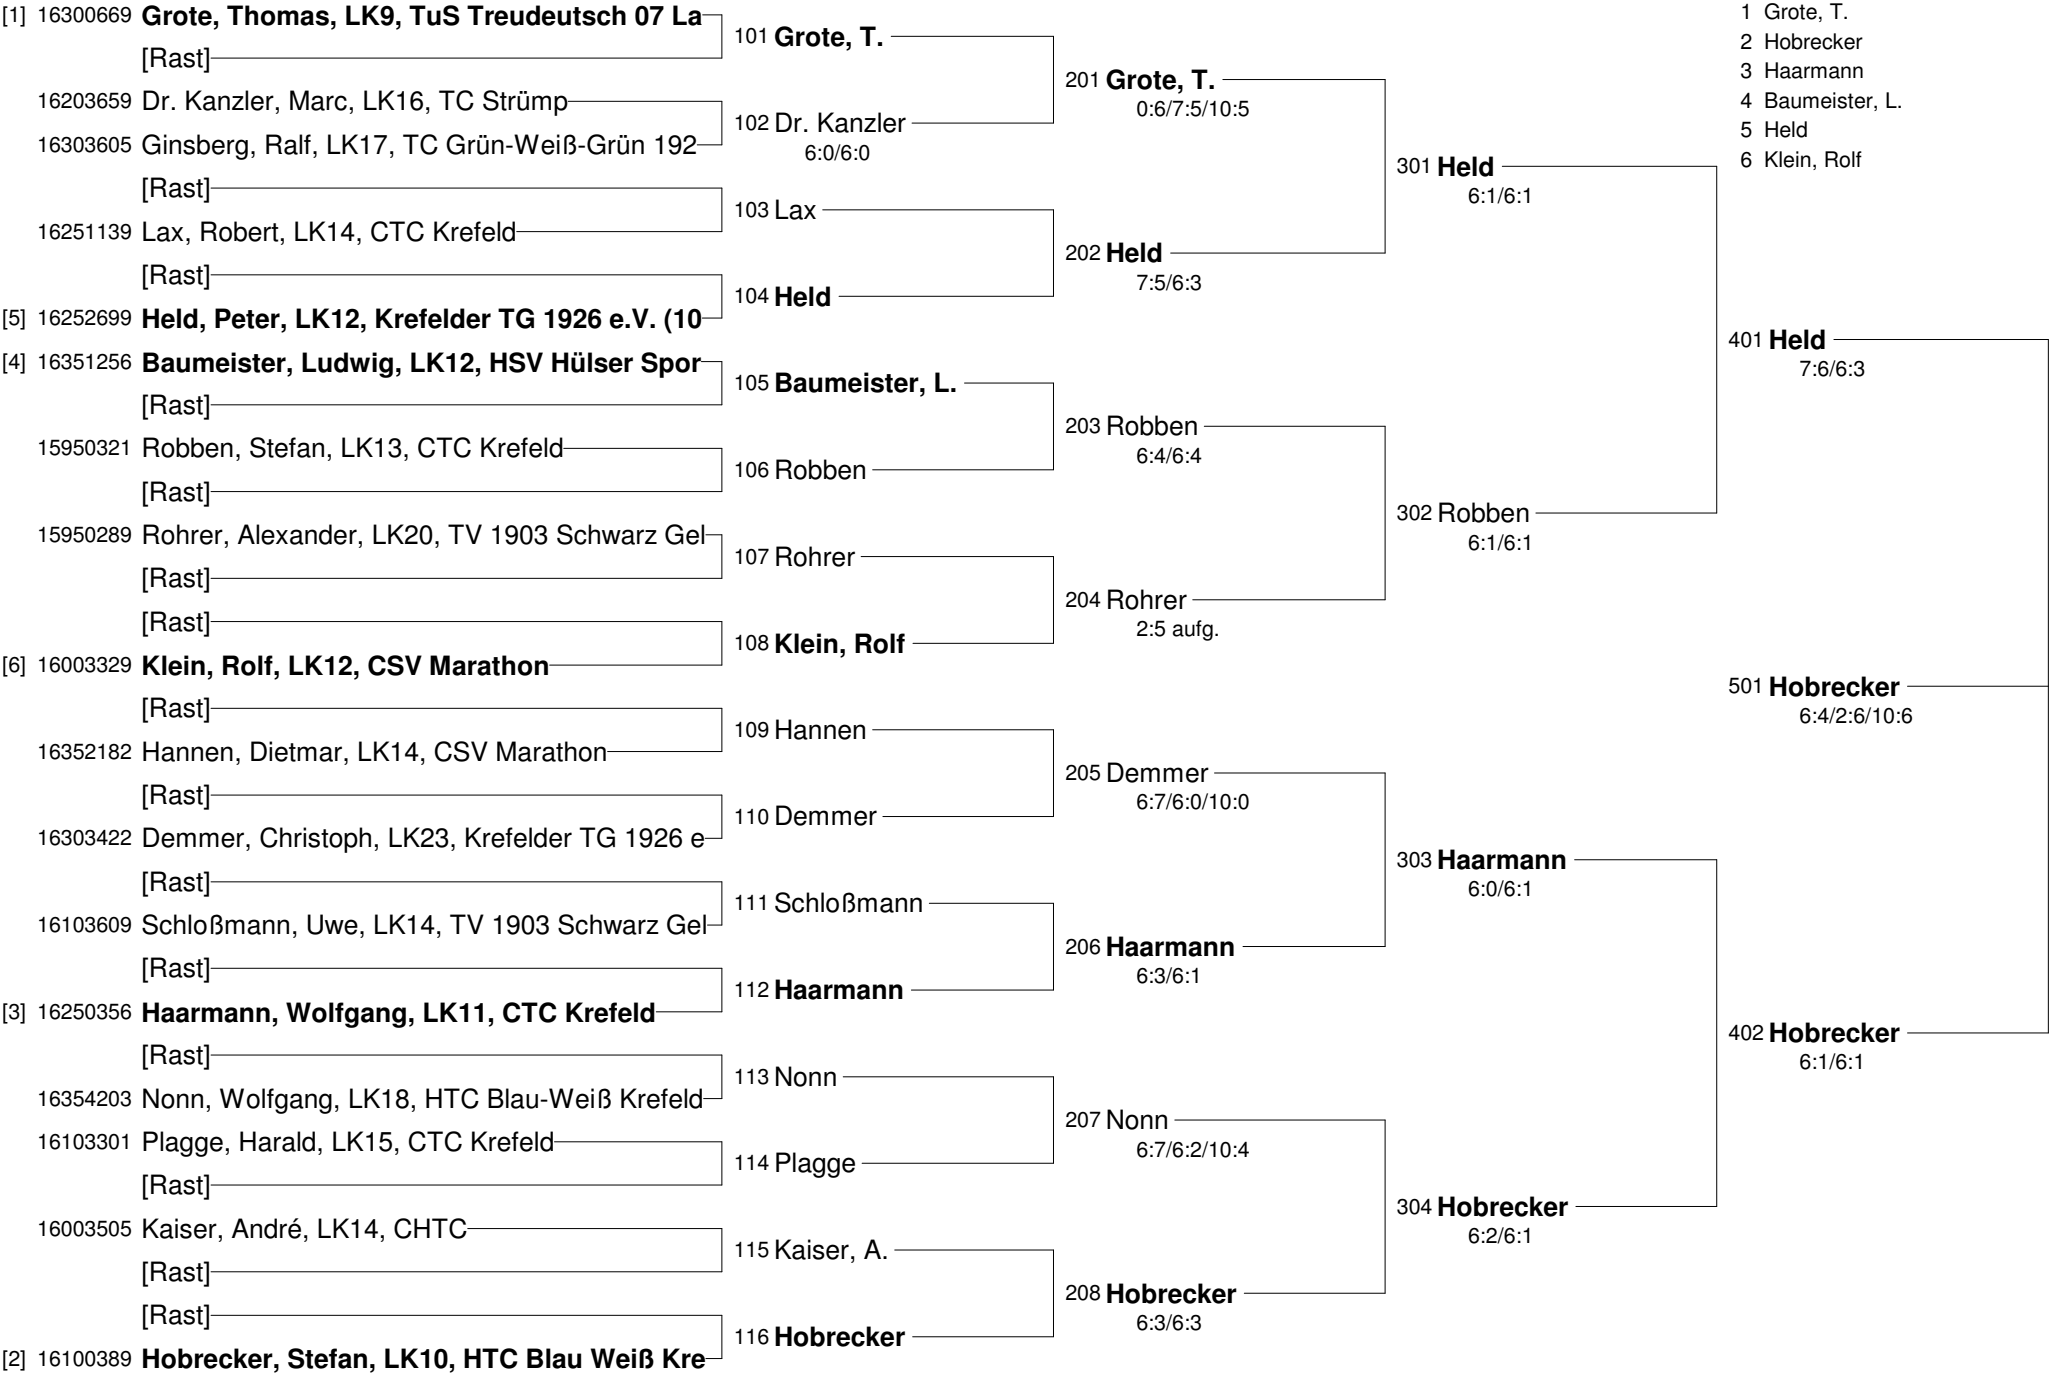 [1] 16300669 Grote, Thomas, LK9, TuS Treudeutsch 07 La
[Rast]
16203659 Dr. Kanzler, Marc, LK16, TC Strümp
16303605 Ginsberg, Ralf, LK17, TC Grün-Weiß-Grün 192
[Rast]
16251139 Lax, Robert, LK14, CTC Krefeld
[Rast]
[5] 16252699 Held, Peter, LK12, Krefelder TG 1926 e.V. (10
[4] 16351256 Baumeister, Ludwig, LK12, HSV Hülser Spor
[Rast]
15950321 Robben, Stefan, LK13, CTC Krefeld
[Rast]
15950289 Rohrer, Alexander, LK20, TV 1903 Schwarz Gel
[Rast]
[Rast]
[6] 16003329 Klein, Rolf, LK12, CSV Marathon
[Rast]
16352182 Hannen, Dietmar, LK14, CSV Marathon
[Rast]
16303422 Demmer, Christoph, LK23, Krefelder TG 1926 e
[Rast]
16103609 Schloßmann, Uwe, LK14, TV 1903 Schwarz Gel
[Rast]
[3] 16250356 Haarmann, Wolfgang, LK11, CTC Krefeld
[Rast]
16354203 Nonn, Wolfgang, LK18, HTC Blau-Weiß Krefeld
16103301 Plagge, Harald, LK15, CTC Krefeld
[Rast]
16003505 Kaiser, André, LK14, CHTC
[Rast]
[Rast]
[2] 16100389 Hobrecker, Stefan, LK10, HTC Blau Weiß Kre
101 Grote, T.
102 Dr. Kanzler
6:0/6:0
103 Lax
104 Held
105 Baumeister, L.
106 Robben
107 Rohrer
108 Klein, Rolf
109 Hannen
110 Demmer
111 Schloßmann
112 Haarmann
113 Nonn
114 Plagge
115 Kaiser, A.
116 Hobrecker
201 Grote, T.
0:6/7:5/10:5
202 Held
7:5/6:3
203 Robben
6:4/6:4
204 Rohrer
2:5 aufg.
205 Demmer
6:7/6:0/10:0
206 Haarmann
6:3/6:1
207 Nonn
6:7/6:2/10:4
208 Hobrecker
6:3/6:3
301 Held
6:1/6:1
302 Robben
6:1/6:1
303 Haarmann
6:0/6:1
304 Hobrecker
6:2/6:1
1 Grote, T.
2 Hobrecker
3 Haarmann
4 Baumeister, L.
5 Held
6 Klein, Rolf
401 Held
7:6/6:3
501 Hobrecker
6:4/2:6/10:6
402 Hobrecker
6:1/6:1